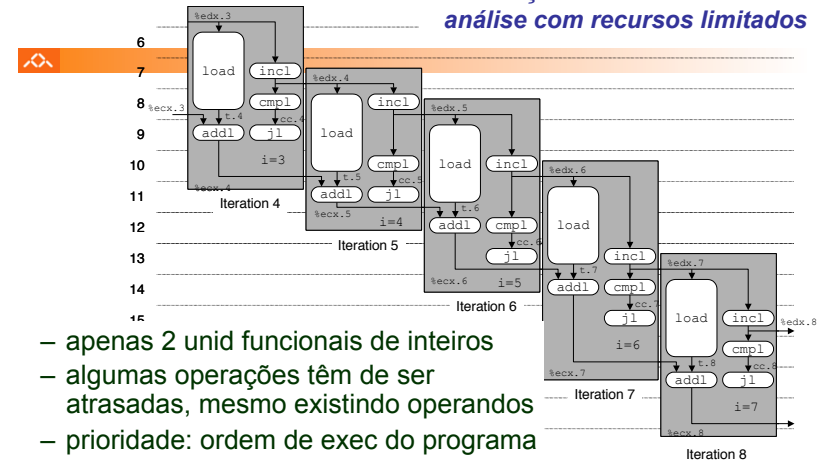 análise com recursos limitados
6
7
8
9
10
11
12
13
14
15
%edx.3
load
incl
cmpl
%ecx.3
t.4
cc.4
addl
jl
i=3
%ecx.4
Iteration 4
%edx.4
load
incl
cmpl
t.5
cc.5
addl
jl
%ecx.5
i=4
Iteration 5
%edx.5
load
incl
t.6
addl
cmpl
cc.6
jl
%ecx.6
i=5
Iteration 6
%edx.6
load
incl
t.7
addl
cmpl
cc.7
jl
i=6
%ecx.7
Iteration 7
%edx.7
load
incl
%edx.8
cmpl
t.8
cc.8
addl
jl
i=7
%ecx.8
Iteration 8
– apenas 2 unid funcionais de inteiros
– algumas operações têm de ser
atrasadas, mesmo existindo operandos
– prioridade: ordem de exec do programa